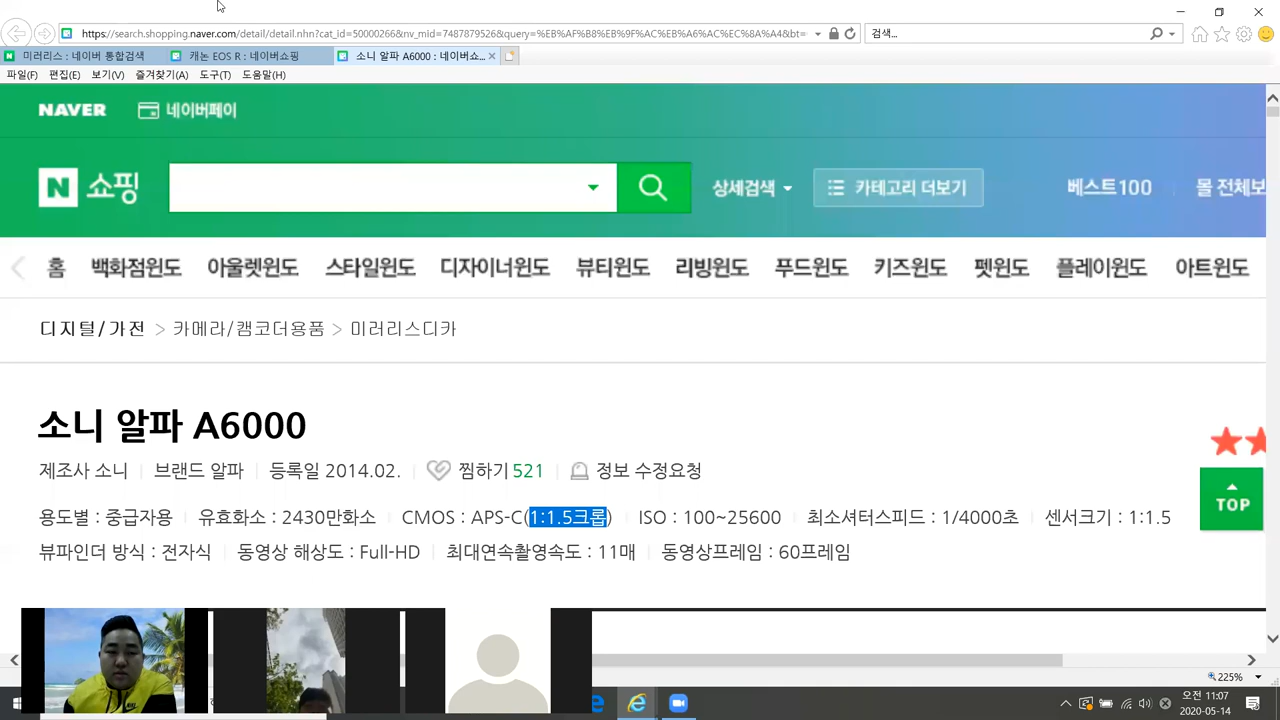 https://search.shopping.naver.com/detail/detail.nhn?cat_id=50000266&nv_mid=7487879526&query=%EB%AF%B8%EB%9F%AC%EB%A6%AC%EC%8A%A4&bt=
검색...
미러리스 : 네이버 통합검색
캐논 EOS R : 네이버쇼핑
소니 알파 A6000 : 네이버쇼...
파일(F) 편집(E) 보기(V) 즐겨찾기(A) 도구(T) 도움말(H)
NAVER 네이버페이
N 쇼핑 상세검색 카테고리 더보기 베스트100 몰 전체보
홈 백화점윈도 아울렛윈도 스타일윈도 디자이너윈도 뷰티윈도 리빙윈도 푸드윈도 키즈윈도 펫윈도 플레이윈도 아트윈도
디지털/가전 > 카메라/캠코더용품 > 미러리스디카
소니 알파 A6000
제조사 소니 브랜드 알파 등록일 2014.02. 찜하기 521 정보 수정요청
용도별 : 중급자용 유효화소 : 2430만화소 CMOS : APS-C(1:1.5크롭) ISO : 100~25600 최소셔터스피드 : 1/4000초 센서크기 : 1:1.5
뷰파인더 방식 : 전자식 동영상 해상도 : Full-HD 최대연속촬영속도 : 11매 동영상프레임 : 60프레임
TOP
225%
오전 11:07
2020-05-14